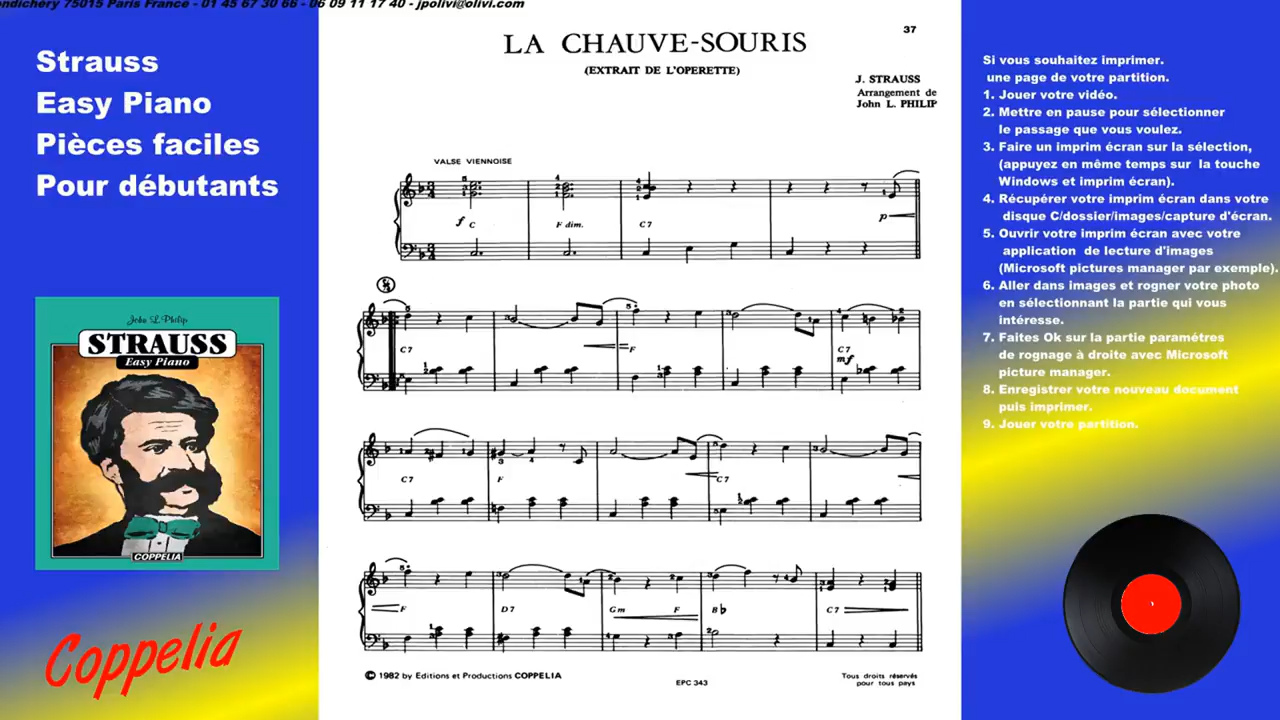 ondichéry 75015 Paris France - 01 45 67 30 66 - 06 09 11 17 40 - jpolivi@olivi.com
Strauss
Easy Piano
Pièces faciles
Pour débutants
John L Philip
STRAUSS
Easy Piano
COPPELIA
Coppelia
37
LA CHAUVE-SOURIS
(EXTRAIT DE L'OPERETTE)
J. STRAUSS
Arrangement de
John L. PHILIP
VALSE VIENNOISE
f C F dim. C7 p
C7 F C7
mf
C7 F C7
F D7 Gm F B♭ C7
© 1982 by Editions et Productions COPPELIA
EPC 343
Tous droits réservés
pour tous pays
Si vous souhaitez imprimer.
une page de votre partition.
1. Jouer votre vidéo.
2. Mettre en pause pour sélectionner
le passage que vous voulez.
3. Faire un imprim écran sur la sélection,
(appuyez en même temps sur la touche
Windows et imprim écran).
4. Récupérer votre imprim écran dans votre
disque C/dossier/images/capture d'écran.
5. Ouvrir votre imprim écran avec votre
application de lecture d'images
(Microsoft pictures manager par exemple).
6. Aller dans images et rogner votre photo
en sélectionnant la partie qui vous
intéresse.
7. Faites Ok sur la partie paramétres
de rognage à droite avec Microsoft
picture manager.
8. Enregistrer votre nouveau document
puis imprimer.
9. Jouer votre partition.